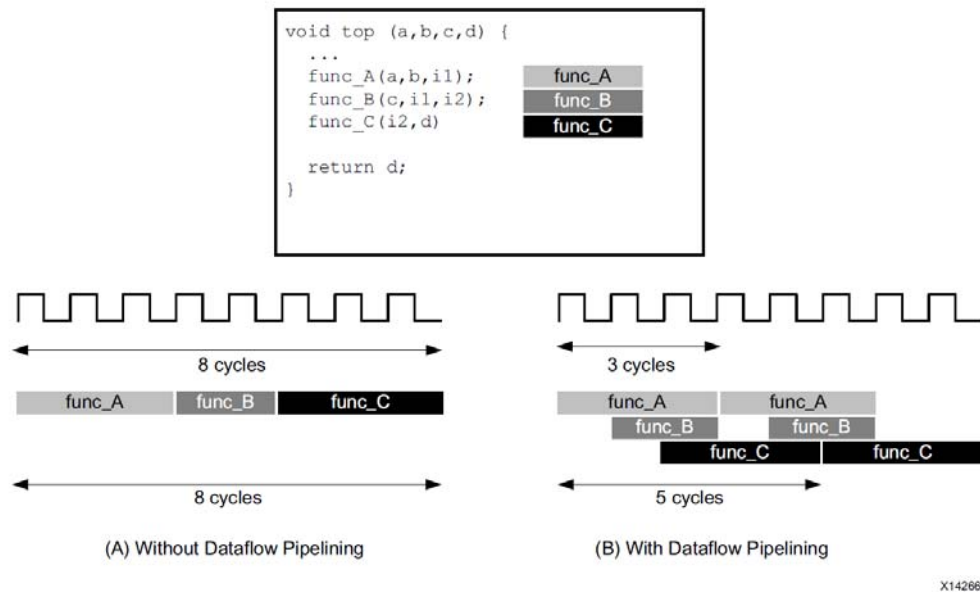 void top (a,b,c,d) {
...
func_A(a,b,i1);
func_B(c,i1,i2);
func_C(i2,d)
return d;
}
func_A
func_B
func_C
8 cycles
func_A func_B func_C
8 cycles
(A) Without Dataflow Pipelining
3 cycles
func_A func_A
func_B func_B
func_C func_C
5 cycles
(B) With Dataflow Pipelining
X14266